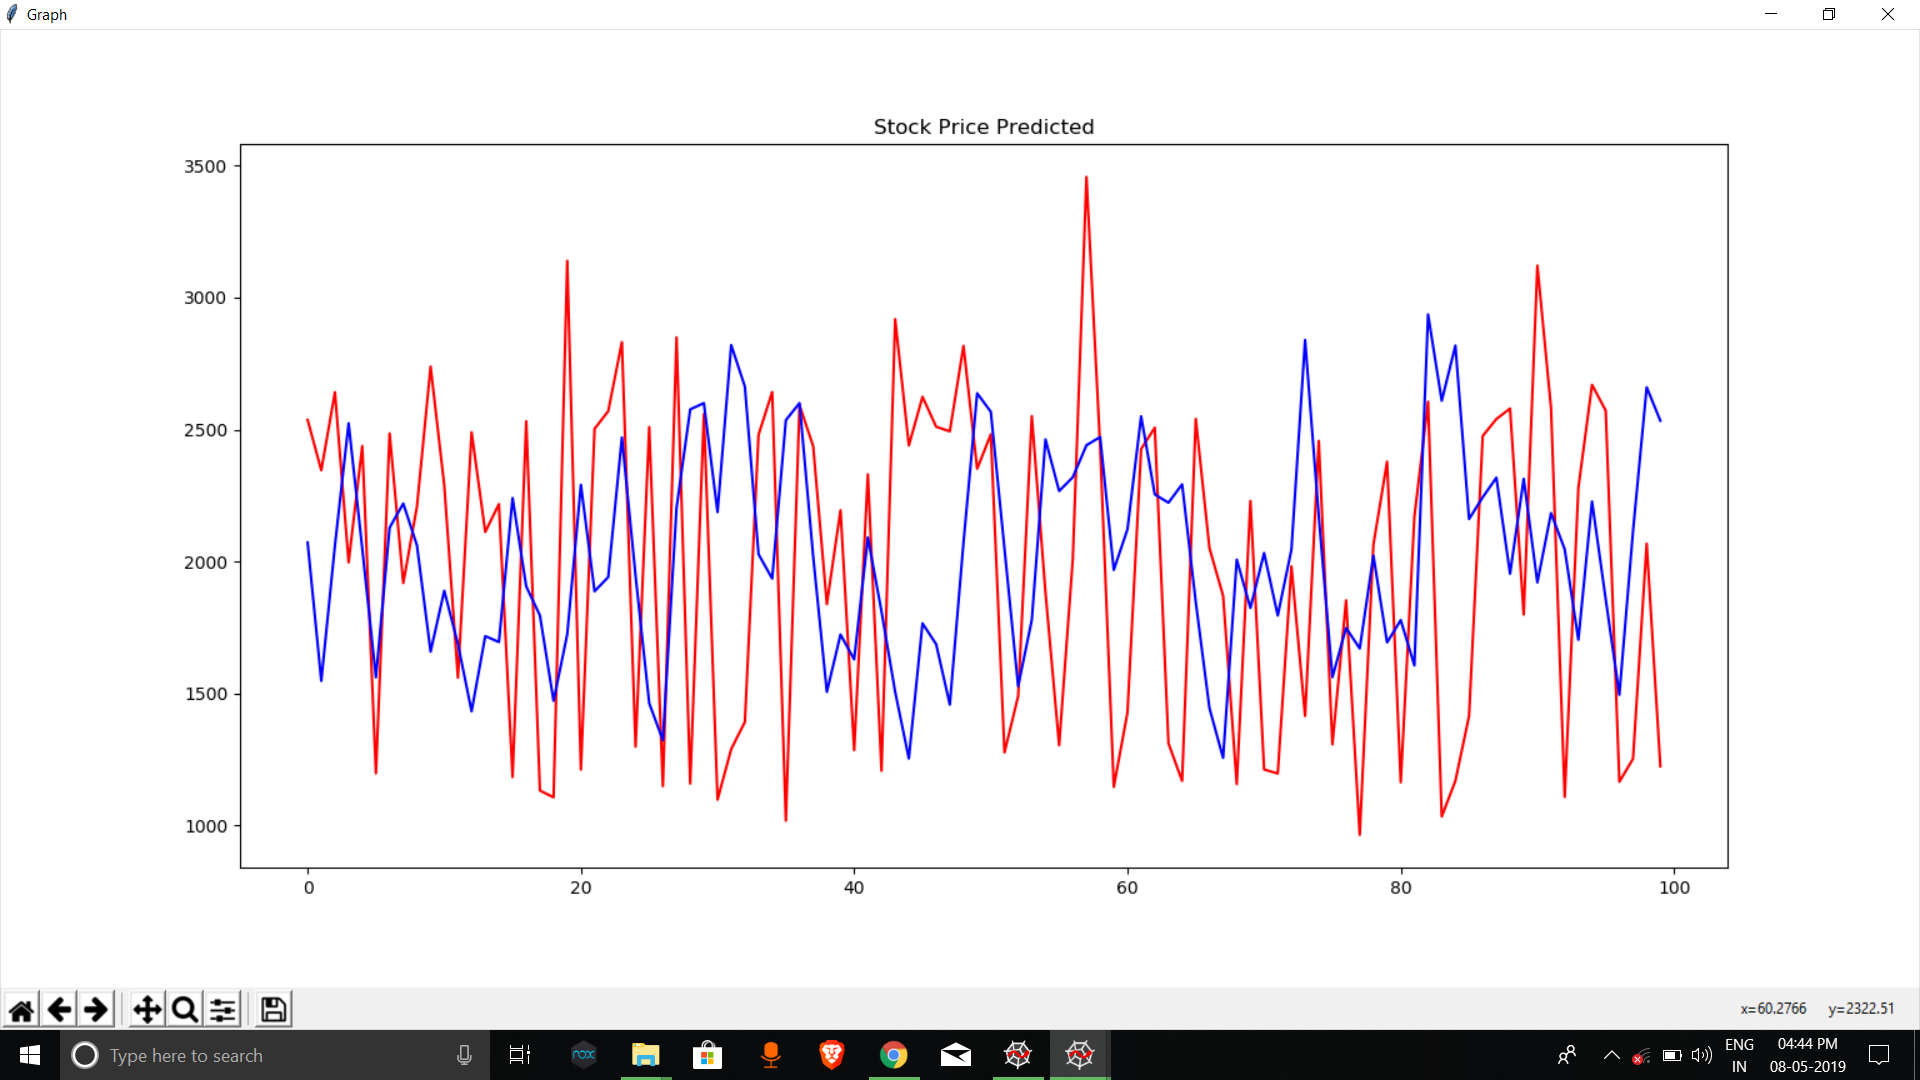 Graph
Stock Price Predicted
3500
3000
2500
2000
1500
1000
0 20 40 60 80 100
x=60.2766 y=2322.51
Type here to search
nox
ENG
IN
04:44 PM
08-05-2019